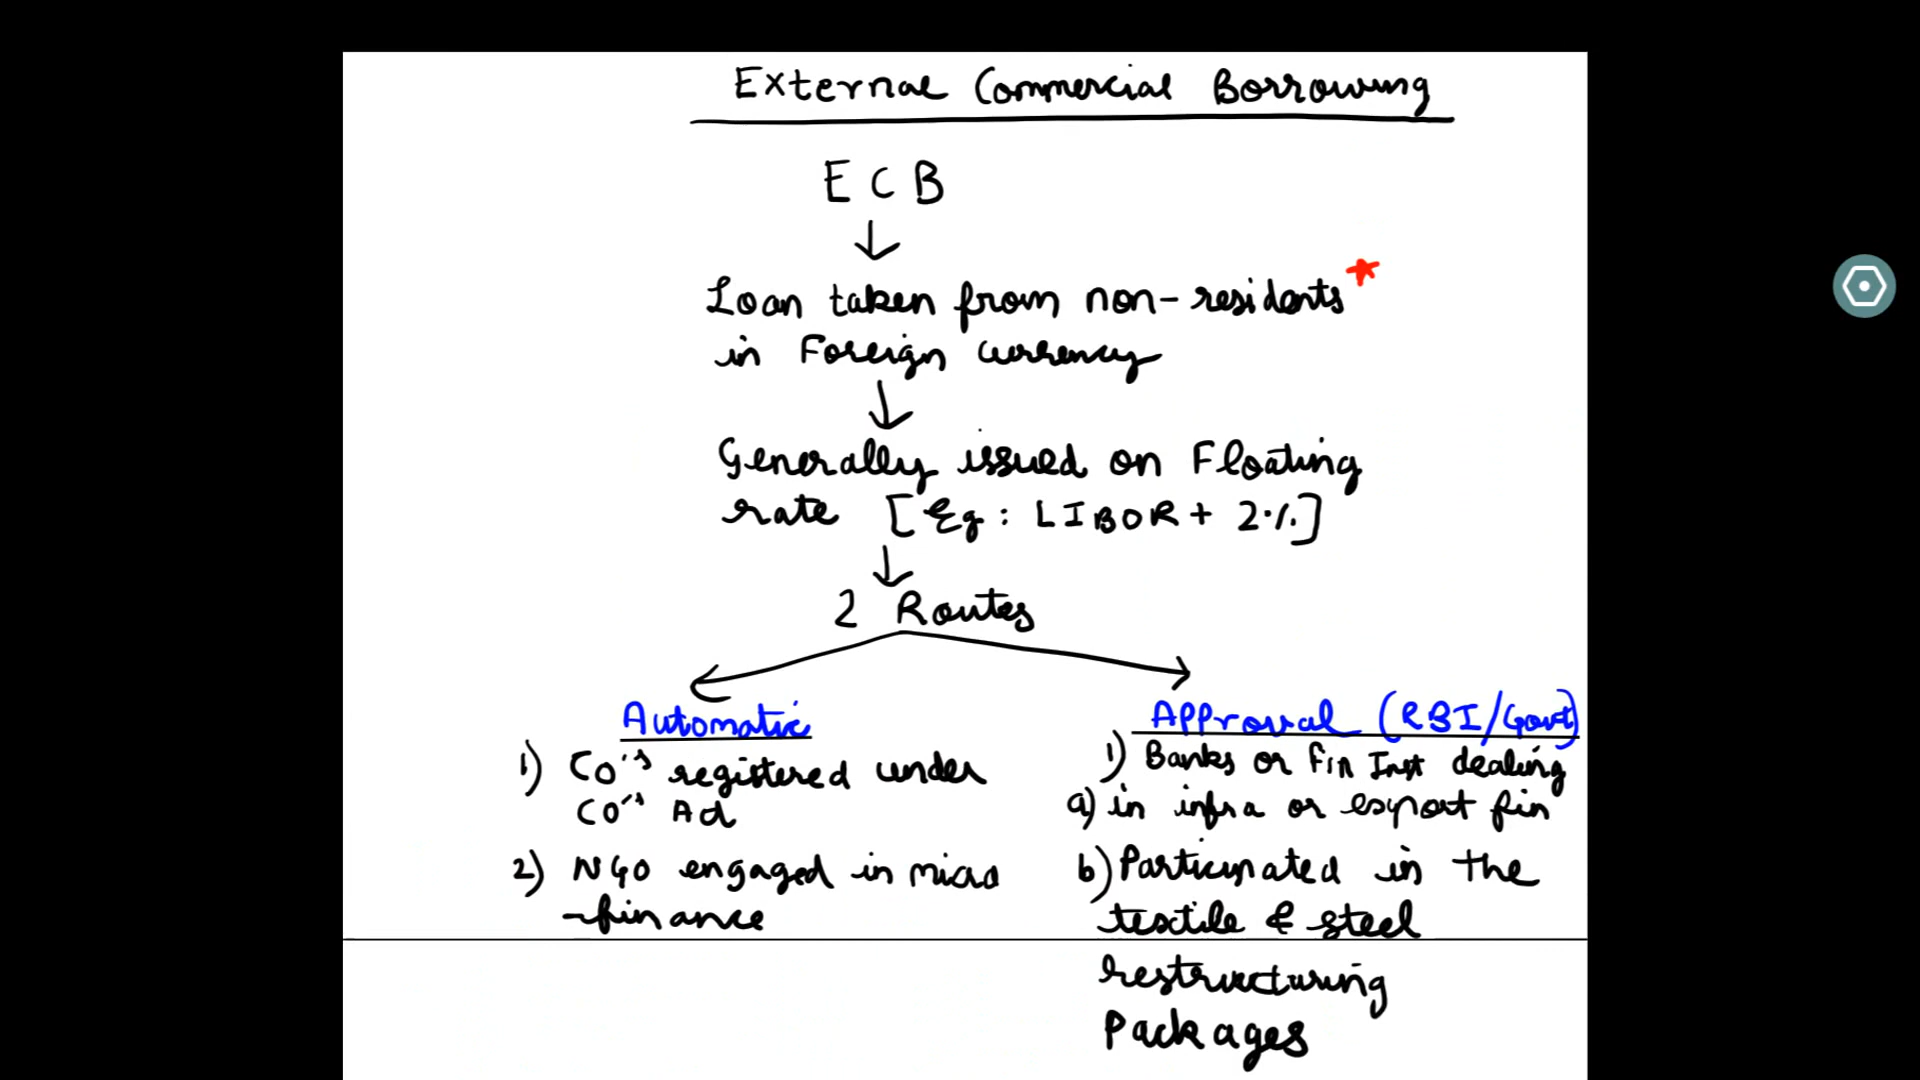 External Commercial Borrowing
E C B
Loan taken from non-residents*
in Foreign currency
Generally issued on Floating
rate [Eg: LIBOR + 2%]
2 Routes
Automatic
1) Co's registered under
Co's Act
2) NGO engaged in micro
-finance
Approval (RBI/Govt)
1) Banks or Fin Inst dealing
a) in infra or export fin
b) Participated in the
textile & steel
restructuring
Packages